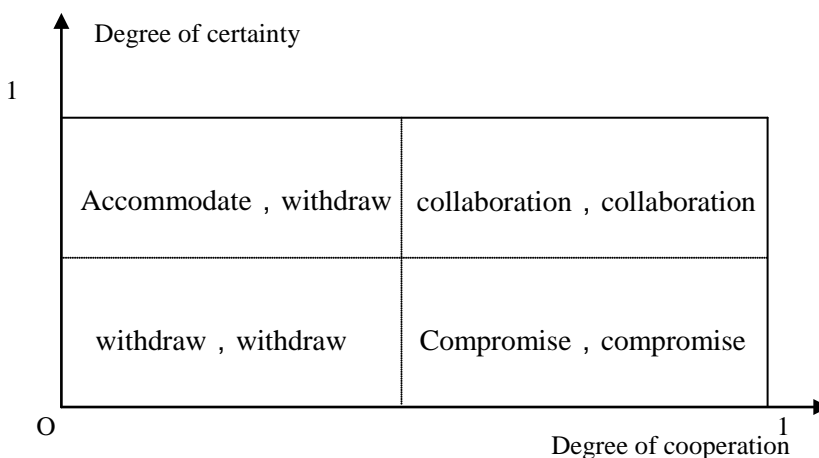 Degree of certainty
1
Accommodate , withdraw
collaboration , collaboration
withdraw , withdraw
Compromise , compromise
O
1
Degree of cooperation